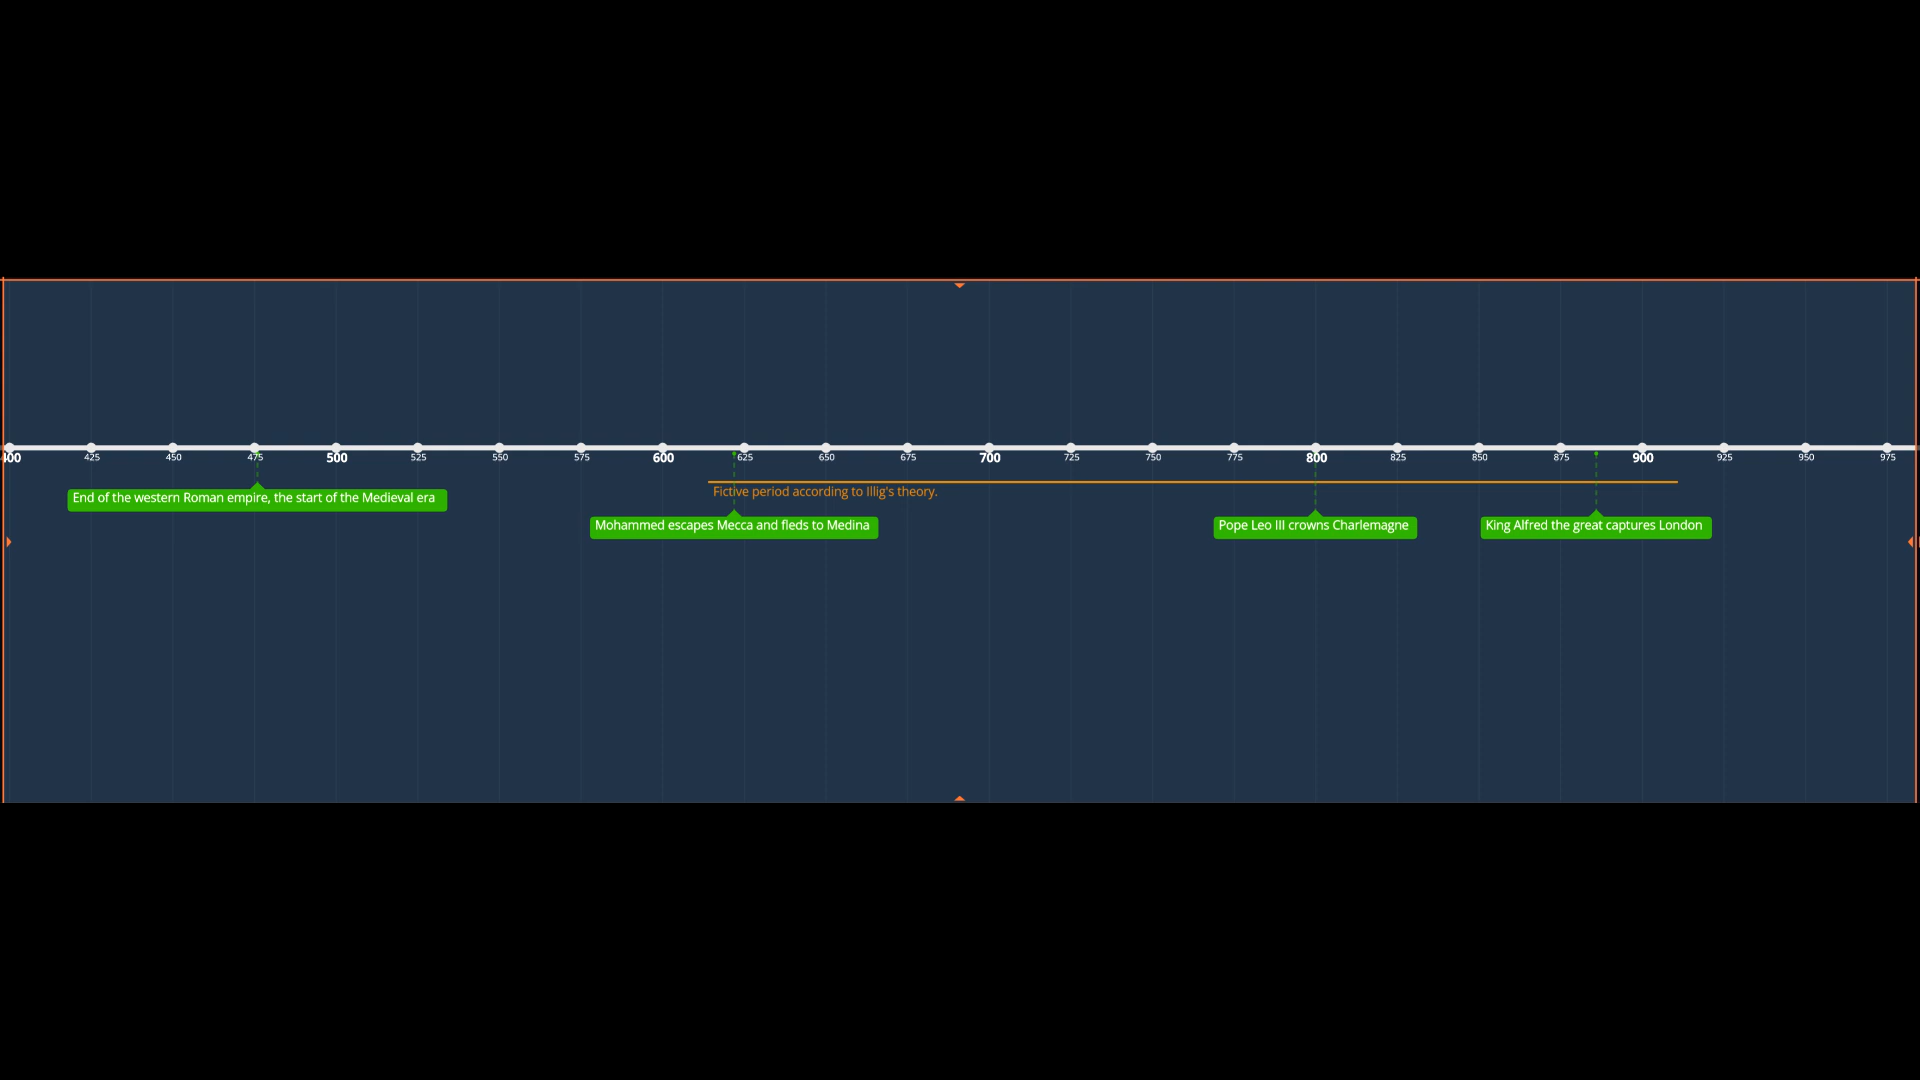 400 425 450 475 500 525 550 575 600 625 650 675 700 725 750 775 800 825 850 875 900 925 950 975
Fictive period according to Illig's theory.
End of the western Roman empire, the start of the Medieval era
Mohammed escapes Mecca and fleds to Medina
Pope Leo III crowns Charlemagne
King Alfred the great captures London